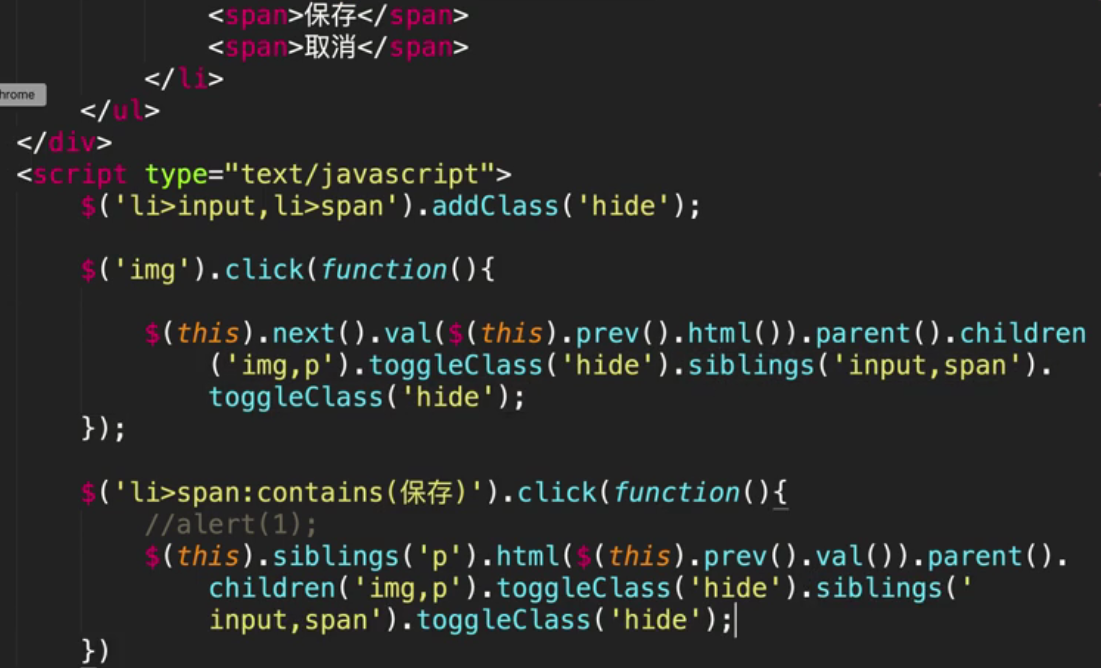 <span>保存</span>
<span>取消</span>
</li>
hrome
</ul>
</div>
<script type="text/javascript">
$('li>input,li>span').addClass('hide');
$('img').click(function(){
$(this).next().val($(this).prev().html()).parent().children
('img,p').toggleClass('hide').siblings('input,span').
toggleClass('hide');
});
$('li>span:contains(保存)').click(function(){
//alert(1);
$(this).siblings('p').html($(this).prev().val()).parent().
children('img,p').toggleClass('hide').siblings('
input,span').toggleClass('hide');
})